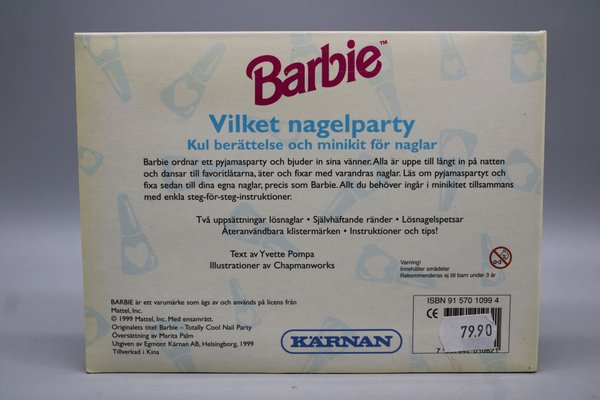 Barbie™
Vilket nagelparty
Kul berättelse och minikit för naglar
Barbie ordnar ett pyjamasparty och bjuder in sina vänner. Alla är uppe till långt in på natten
och dansar till favoritlåtarna, äter och fixar med varandras naglar. Läs om pyjamaspartyt och
fixa sedan till dina egna naglar, precis som Barbie. Allt du behöver ingår i minikitet tillsammans
med enkla steg-för-steg-instruktioner.
Två uppsättningar lösnaglar • Självhäftande ränder • Lösnagelspetsar
Återanvändbara klistermärken • Instruktioner och tips!
Text av Yvette Pompa
Illustrationer av Chapmanworks
Varning!
Innehåller smådelar
Rekommenderas ej till barn under 3 år
0-3
BARBIE är ett varumärke som ägs av och används på licens från
Mattel, Inc.
© 1999 Mattel, Inc. Med ensamrätt.
Originalets titel: Barbie – Totally Cool Nail Party
Översättning av Marita Palm
Utgiven av Egmont Kärnan AB, Helsingborg, 1999
Tillverkad i Kina
KÄRNAN
ISBN 91 570 1099 4
CE
79.90